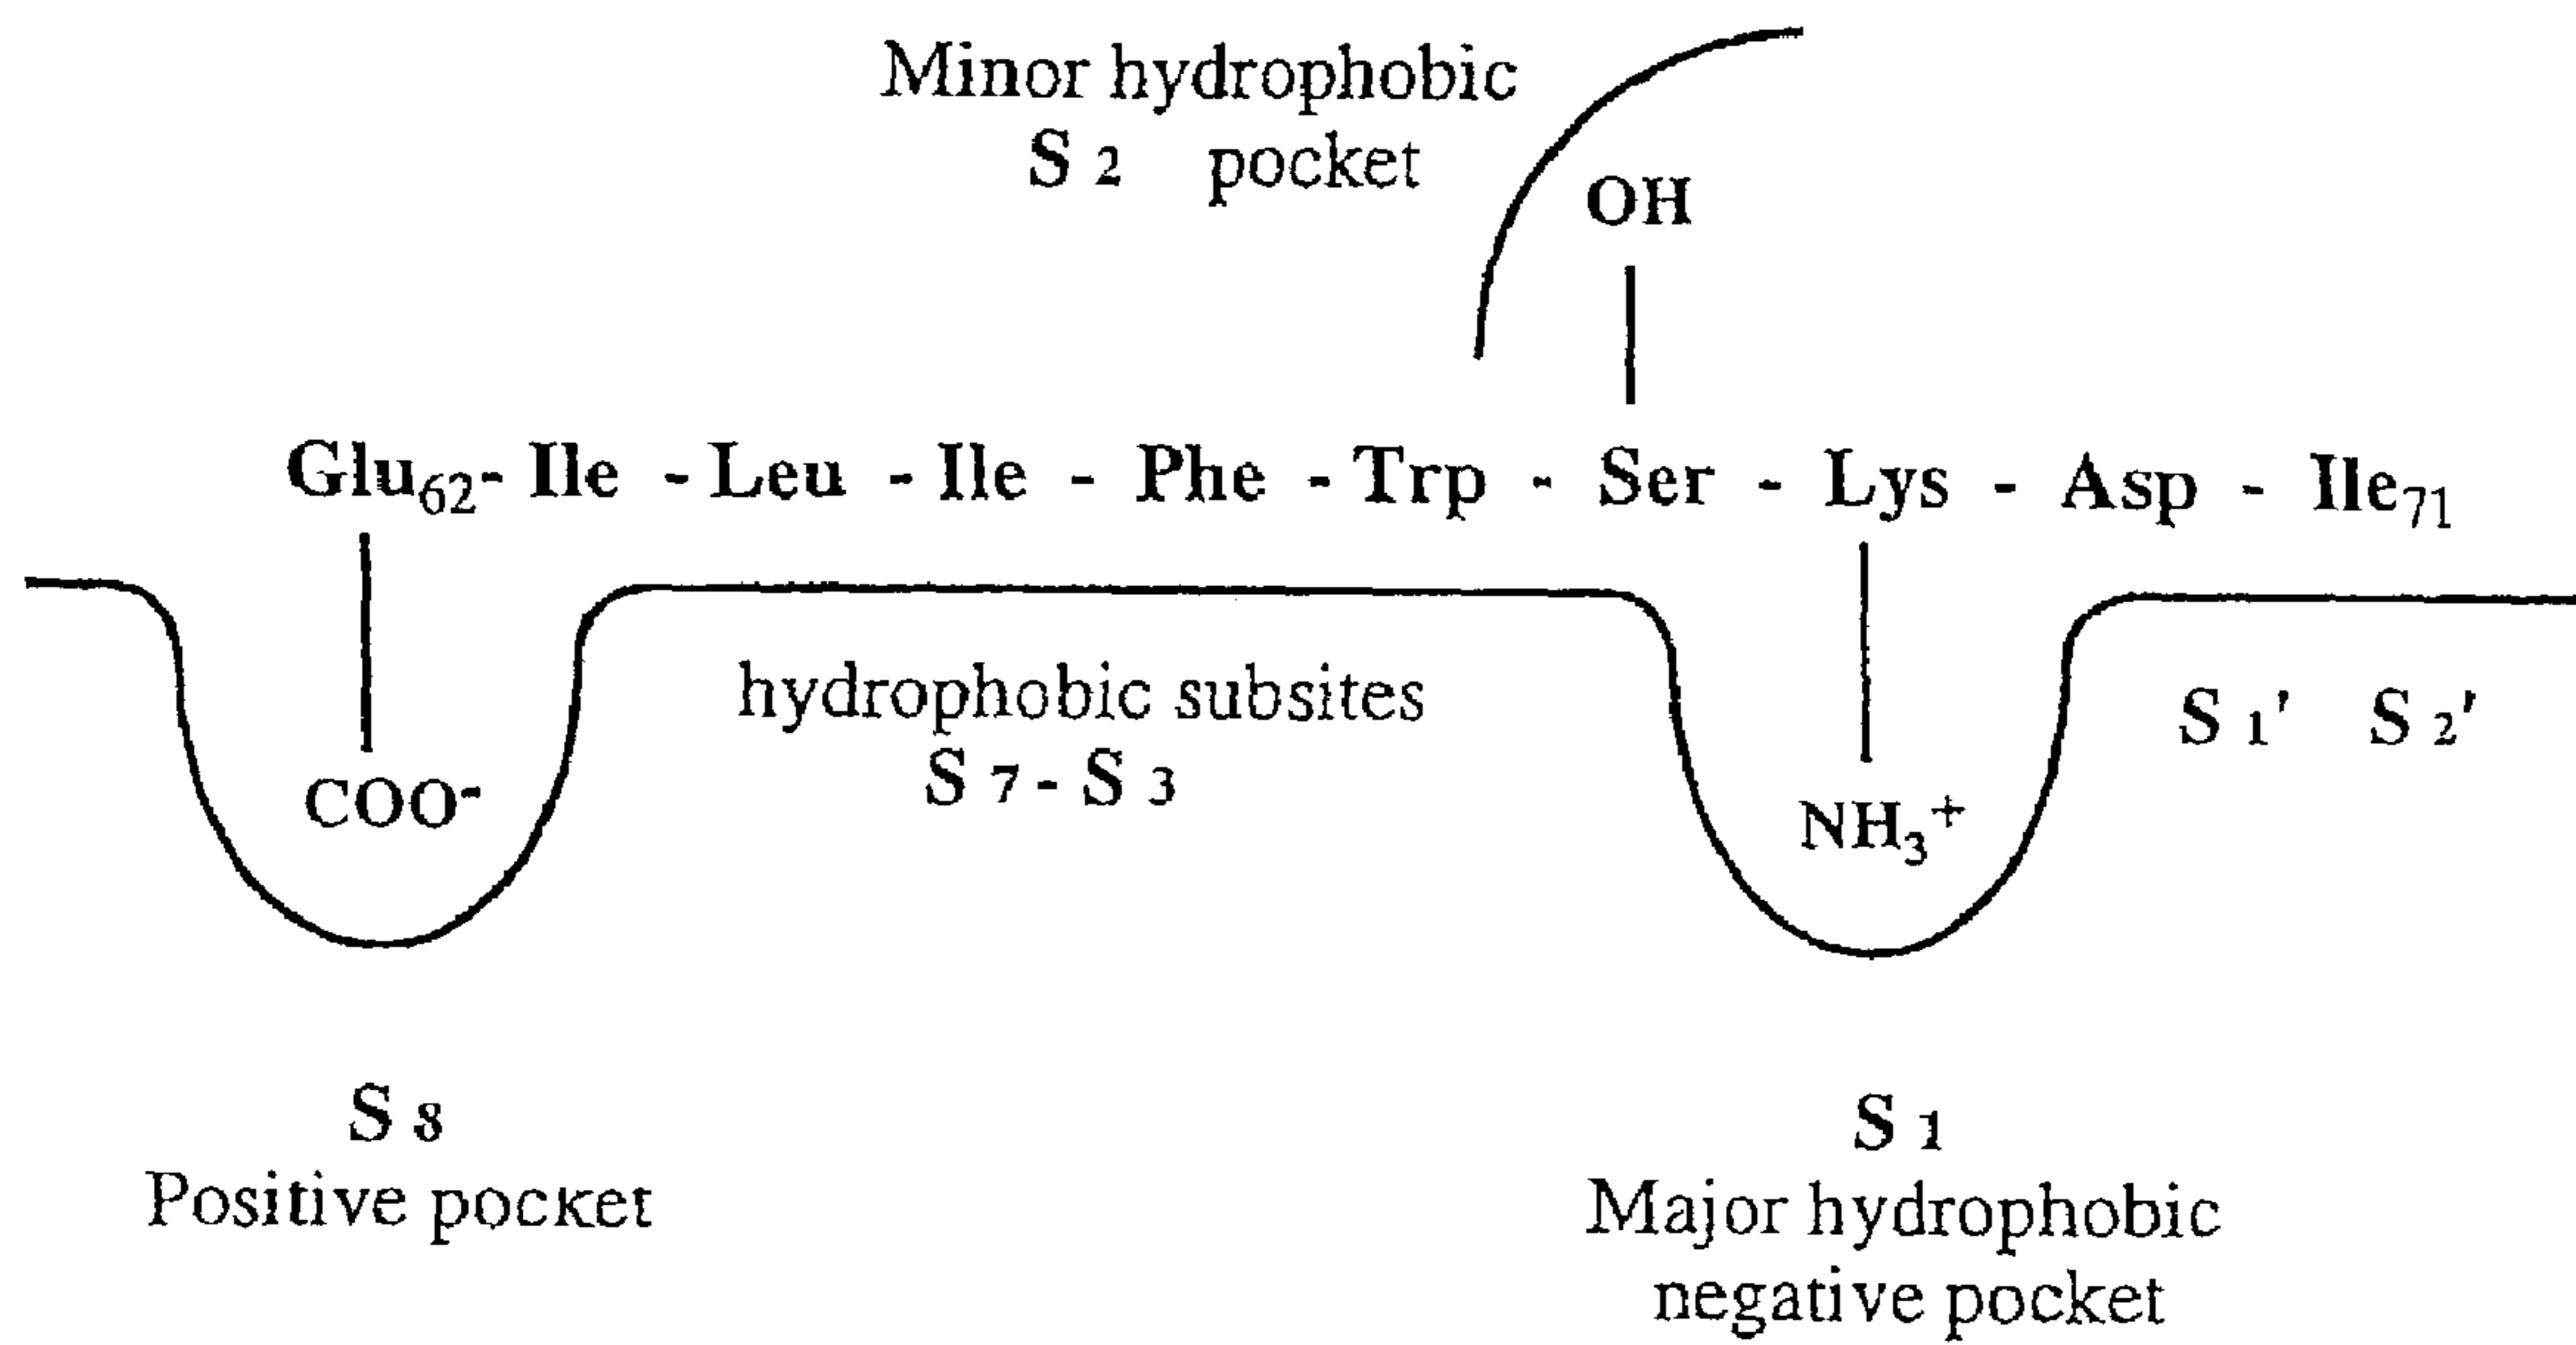 Minor hydrophobic
S 2 pocket
OH
Glu62- Ile - Leu - Ile - Phe - Trp - Ser - Lys - Asp - Ile71
COO-
hydrophobic subsites
S 7 - S 3
NH3+
S 1' S 2'
S 8
Positive pocket
S 1
Major hydrophobic
negative pocket